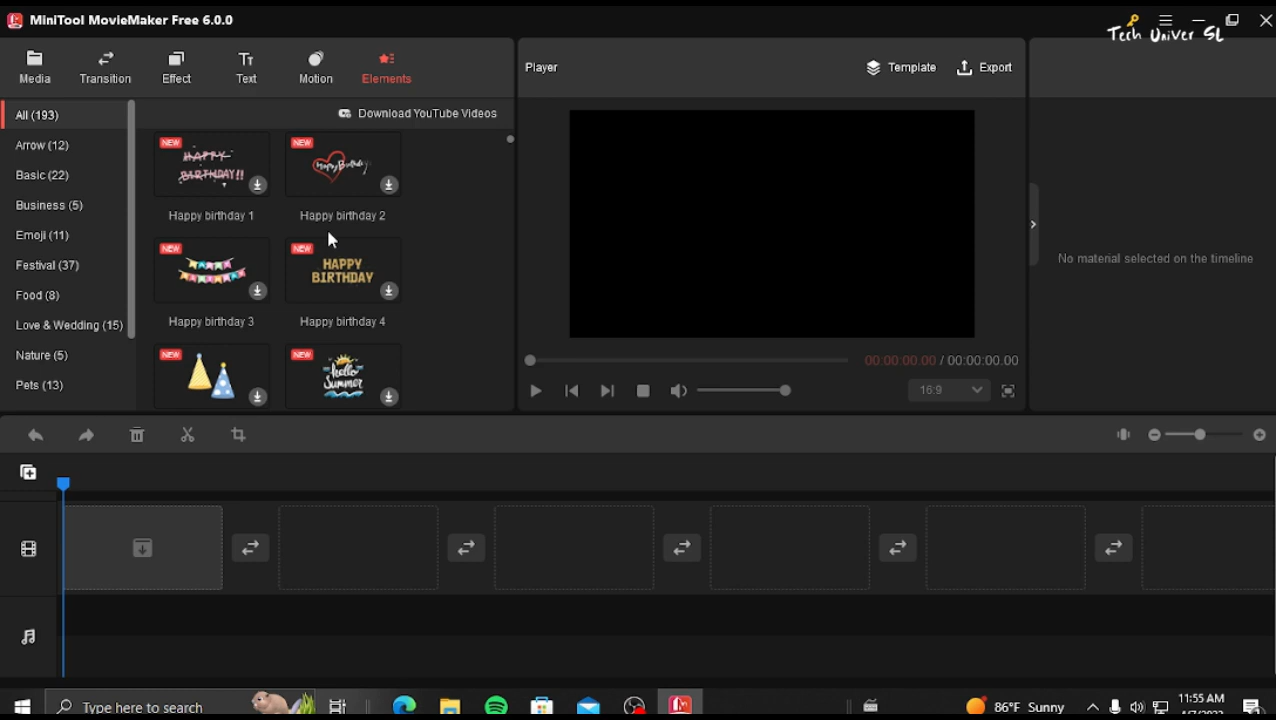 MiniTool MovieMaker Free 6.0.0
Tech Univer SL
Media
Transition
Effect
Text
Motion
Elements
Player
Template
Export
All (193)
Download YouTube Videos
Arrow (12)
Basic (22)
Business (5)
Emoji (11)
Festival (37)
Food (8)
Love & Wedding (15)
Nature (5)
Pets (13)
NEW
HAPPY
BIRTHDAY!!
Happy birthday 1
NEW
Happy Birthday
Happy birthday 2
NEW
Happy birthday 3
NEW
HAPPY
BIRTHDAY
Happy birthday 4
NEW
NEW
hello
Summer
No material selected on the timeline
00:00:00.00 / 00:00:00.00
16:9
Type here to search
86°F Sunny
11:55 AM